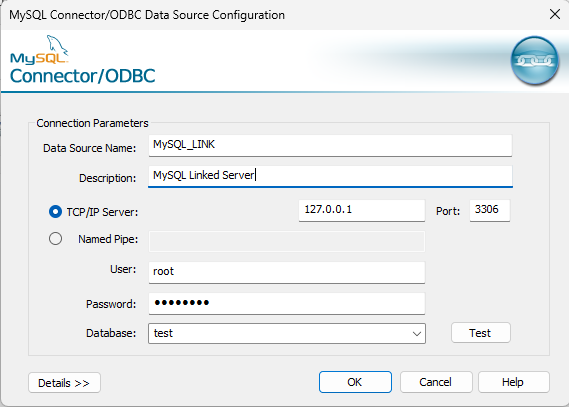 MySQL Connector/ODBC Data Source Configuration
MySQL
Connector/ODBC
Connection Parameters
Data Source Name: MySQL_LINK
Description: MySQL Linked Server
TCP/IP Server: 127.0.0.1 Port: 3306
Named Pipe:
User: root
Password: ••••••••
Database: test Test
Details >> OK Cancel Help